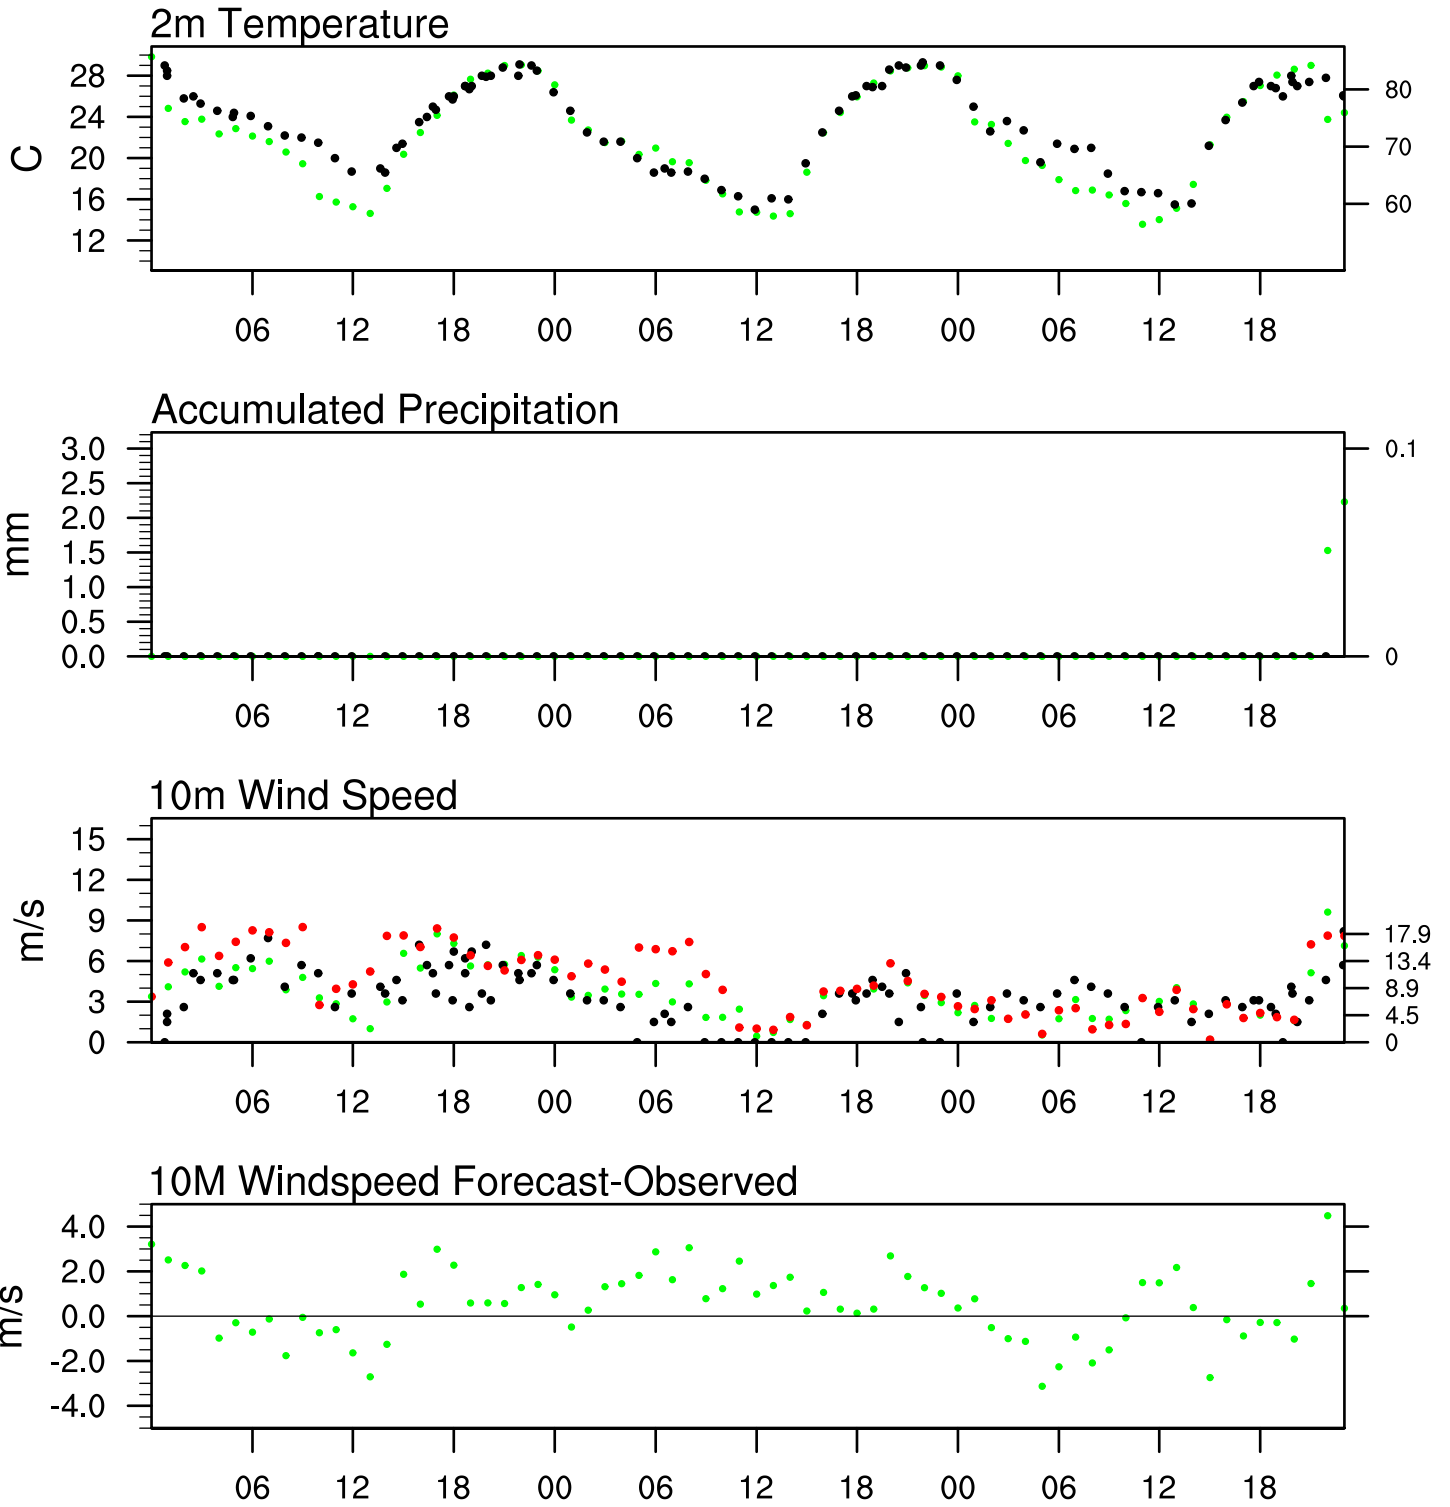 2m Temperature
28
24
20
16
12
C
80
70
60
06 12 18 00 06 12 18 00 06 12 18
Accumulated Precipitation
3.0
2.5
2.0
1.5
1.0
0.5
0.0
mm
0.1
0
06 12 18 00 06 12 18 00 06 12 18
10m Wind Speed
15
12
9
6
3
0
m/s
17.9
13.4
8.9
4.5
0
06 12 18 00 06 12 18 00 06 12 18
10M Windspeed Forecast-Observed
4.0
2.0
0.0
-2.0
-4.0
m/s
06 12 18 00 06 12 18 00 06 12 18